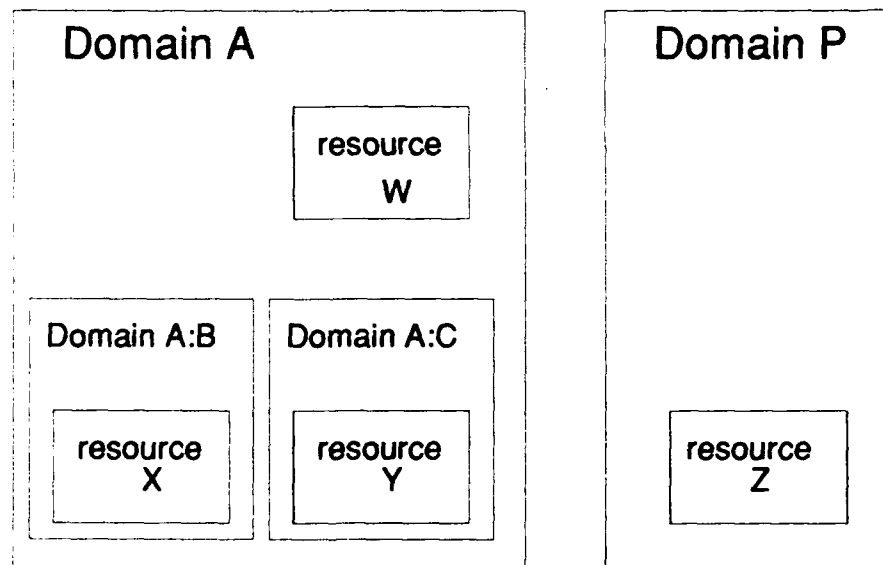 Domain A
Domain P
resource
W
Domain A:B
Domain A:C
resource
X
resource
Y
resource
Z